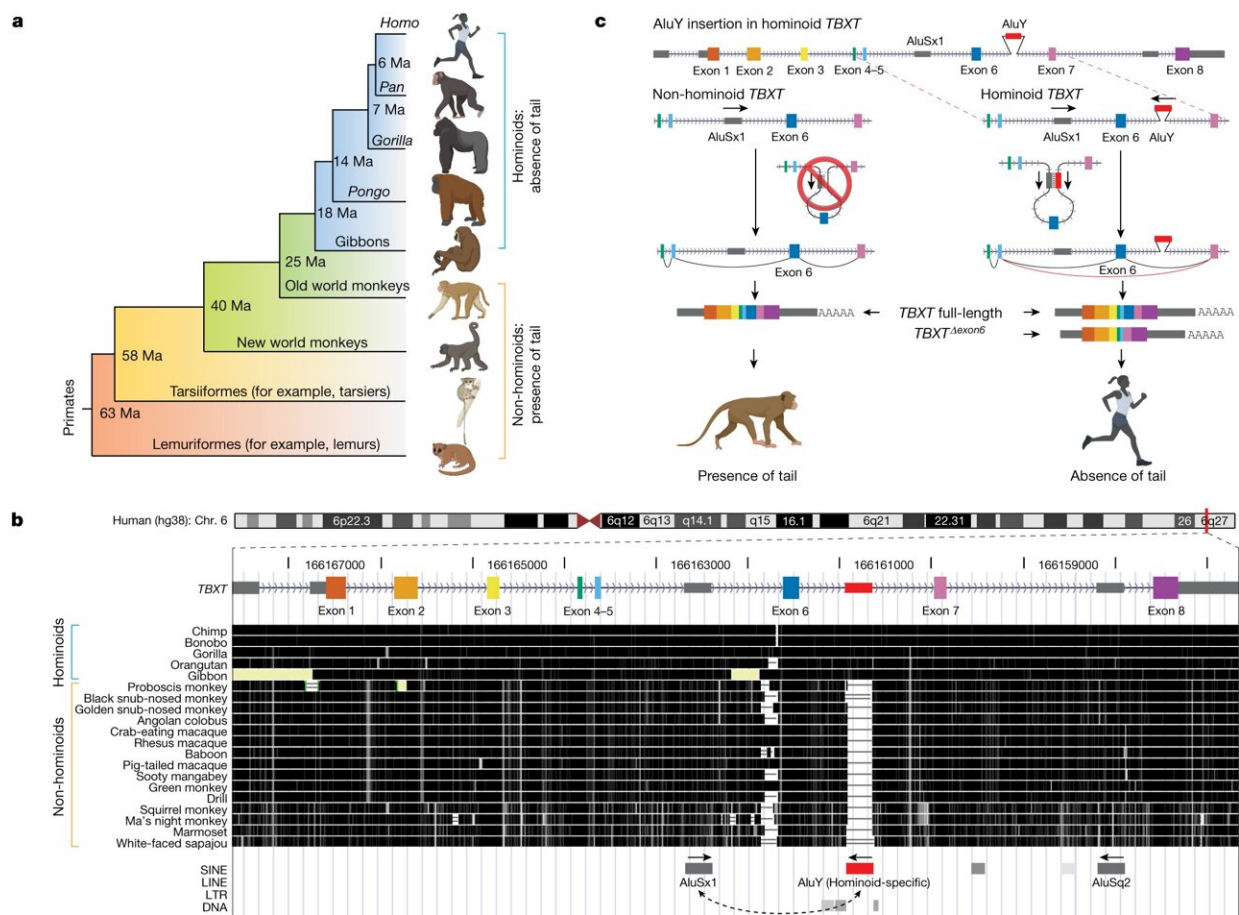 a
Homo
6 Ma
Pan
7 Ma
Gorilla
14 Ma
Pongo
18 Ma
Gibbons
25 Ma
Old world monkeys
40 Ma
New world monkeys
58 Ma
Tarsiiformes (for example, tarsiers)
63 Ma
Lemuriformes (for example, lemurs)
Primates
Hominoids:
absence of tail
Non-hominoids:
presence of tail
c
AluY insertion in hominoid TBXT
AluY
AluSx1
Exon 1 Exon 2 Exon 3 Exon 4–5 Exon 6 Exon 7 Exon 8
Non-hominoid TBXT
Hominoid TBXT
AluSx1 Exon 6
AluSx1 Exon 6 AluY
Exon 6
Exon 6
AAAAA
TBXT full-length
AAAAA
TBXTΔexon6
AAAAA
Presence of tail
Absence of tail
b
Human (hg38): Chr. 6
6p22.3 6q12 6q13 q14.1 q15 16.1 6q21 22.31 26 6q27
166167000 166165000 166163000 166161000 166159000
TBXT
Exon 1 Exon 2 Exon 3 Exon 4–5 Exon 6 Exon 7 Exon 8
Hominoids
Chimp
Bonobo
Gorilla
Orangutan
Gibbon
Non-hominoids
Proboscis monkey
Black snub-nosed monkey
Golden snub-nosed monkey
Angolan colobus
Crab-eating macaque
Rhesus macaque
Baboon
Pig-tailed macaque
Sooty mangabey
Green monkey
Drill
Squirrel monkey
Ma's night monkey
Marmoset
White-faced sapajou
SINE
LINE
LTR
DNA
AluSx1 AluY (Hominoid-specific) AluSq2